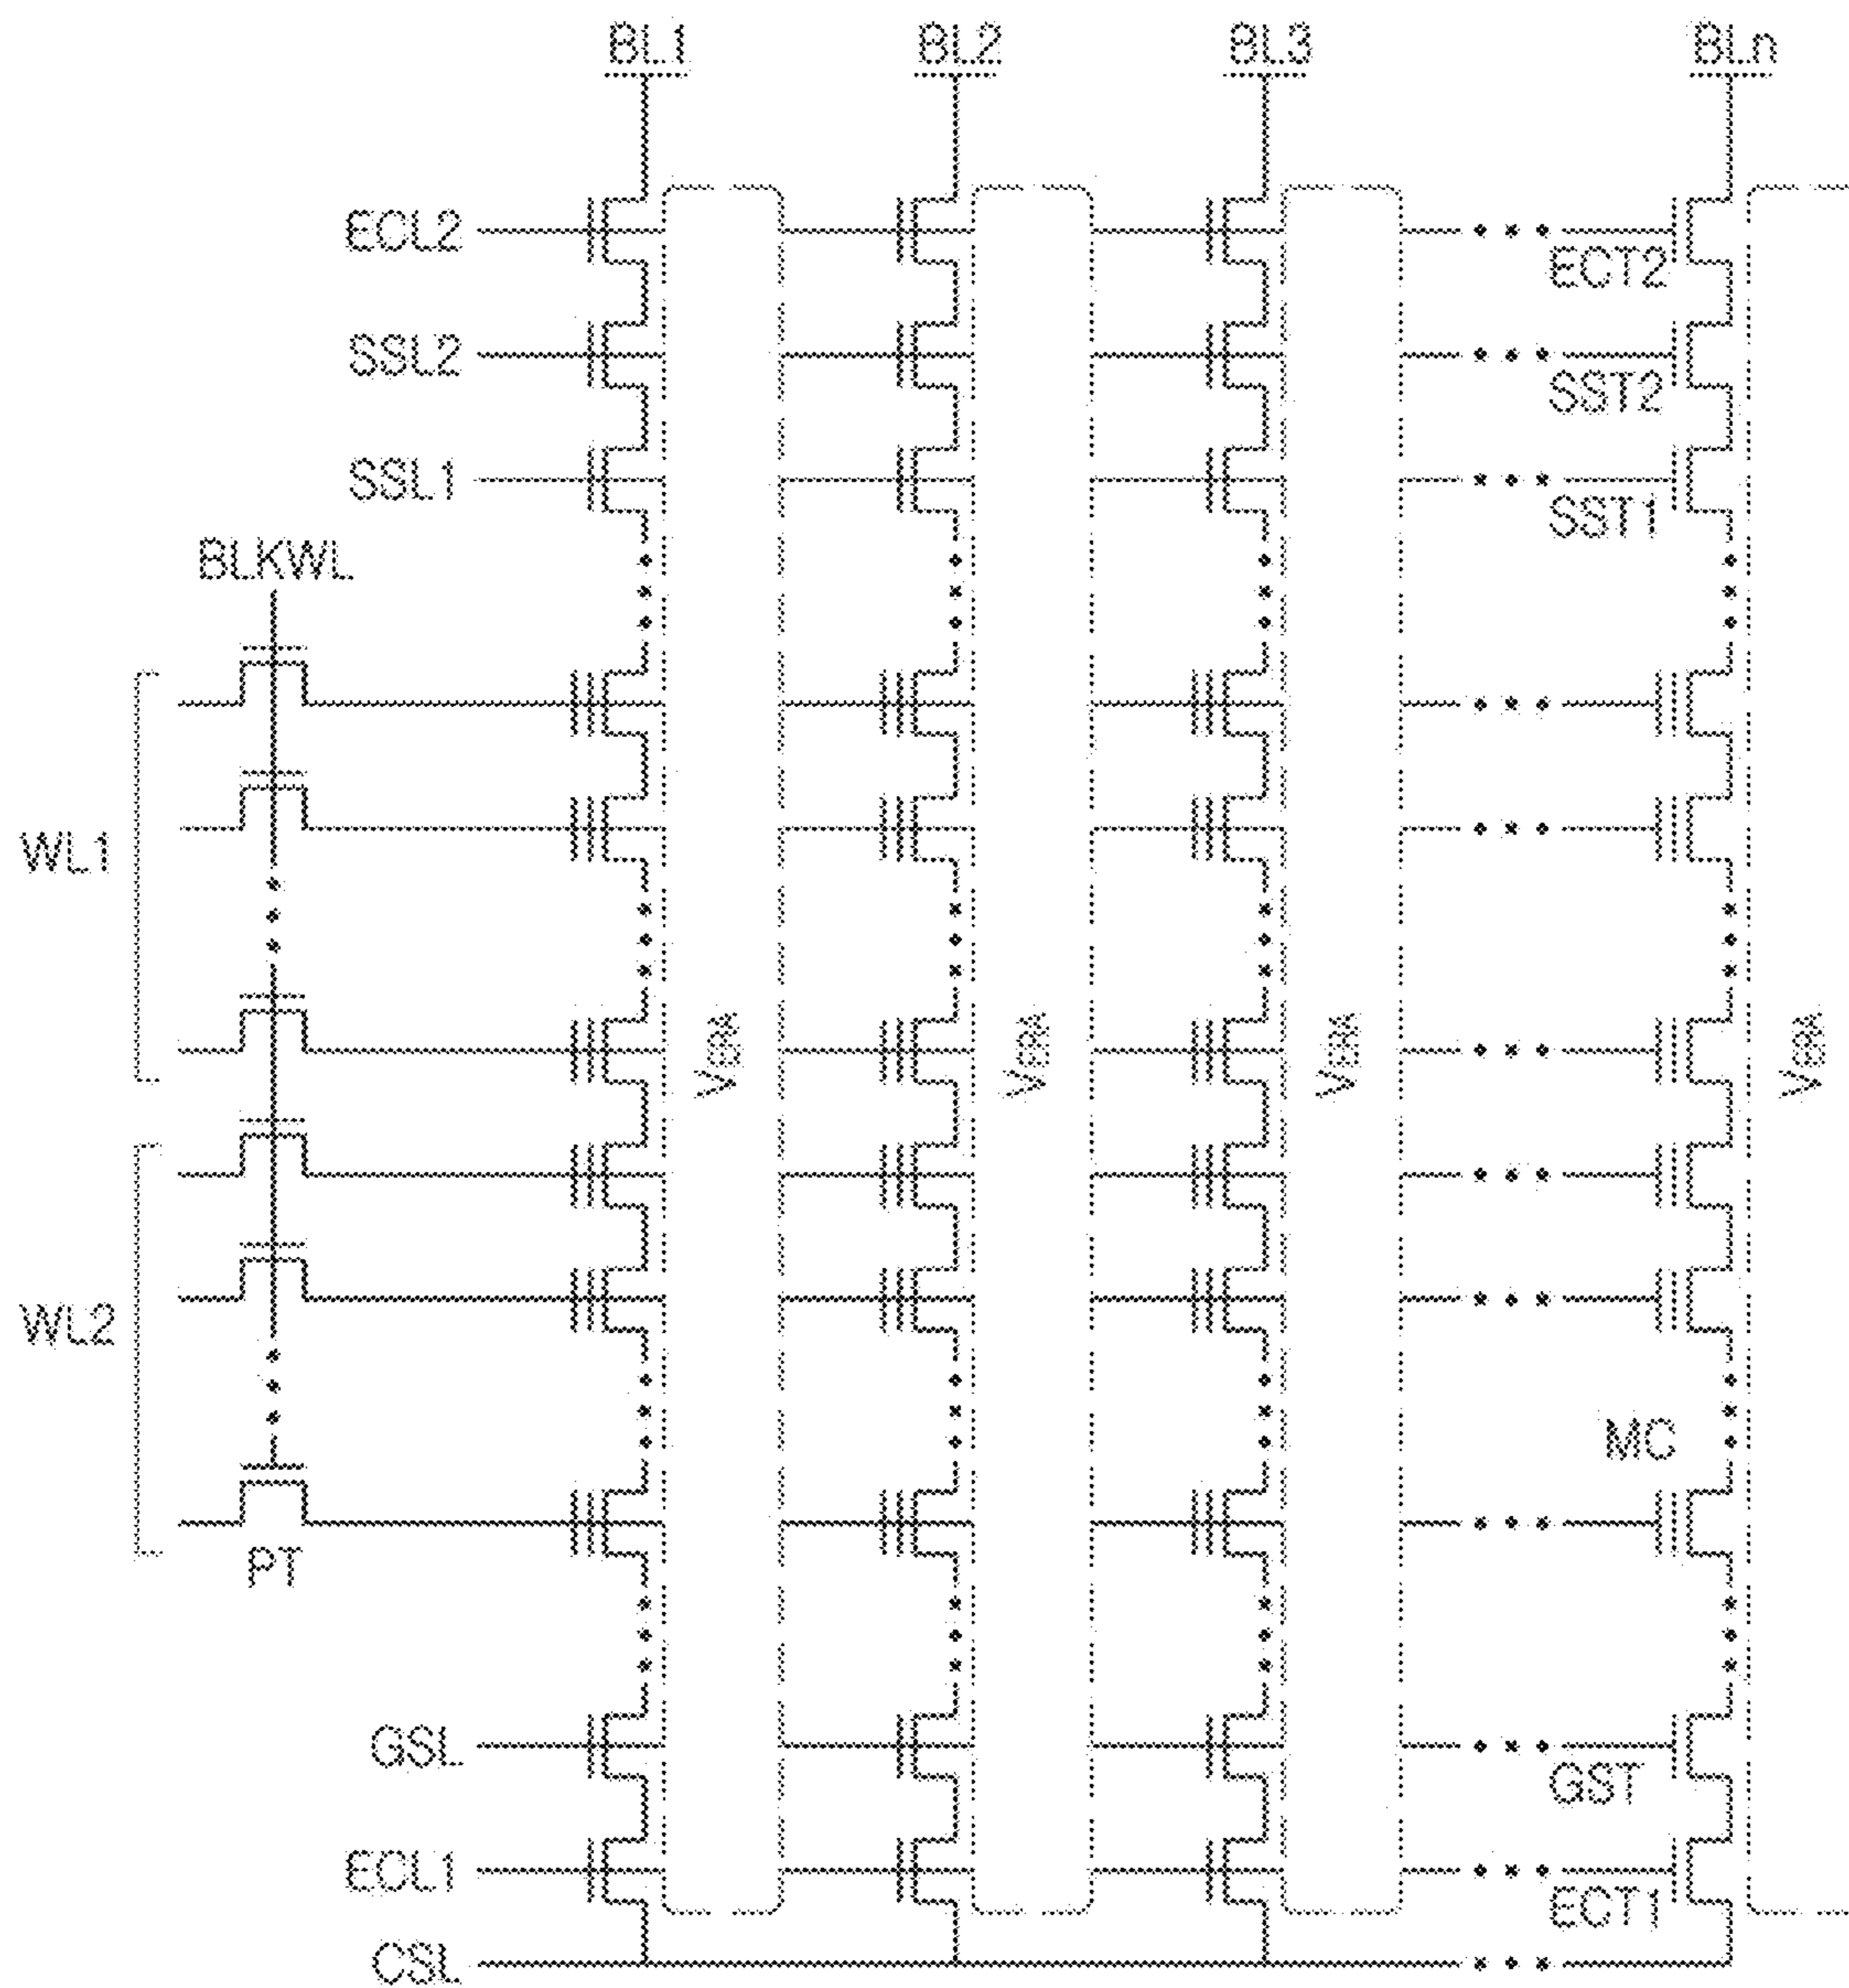 BL1 BL2 BL3 BLn
ECL2
ECT2
SSL2
SST2
SSL1
SST1
BLKWL
WL1
VERA VERA VERA VERA
WL2
MC
PT
GSL
GST
ECL1
ECT1
CSL